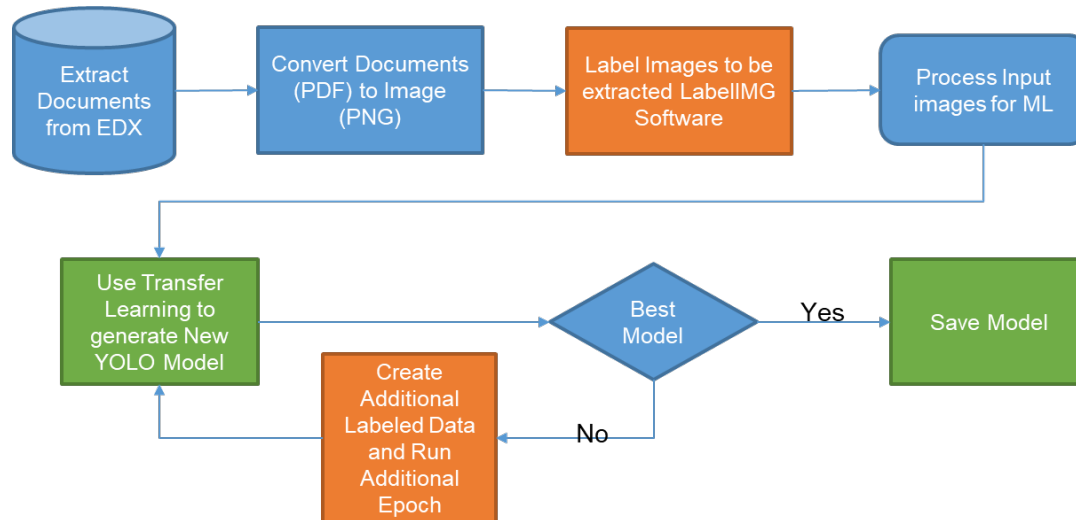 Extract
Documents
from EDX
Convert Documents
(PDF) to Image
(PNG)
Label Images to be
extracted LabelIMG
Software
Process Input
images for ML
Use Transfer
Learning to
generate New
YOLO Model
Best
Model
Yes
Save Model
No
Create
Additional
Labeled Data
and Run
Additional
Epoch